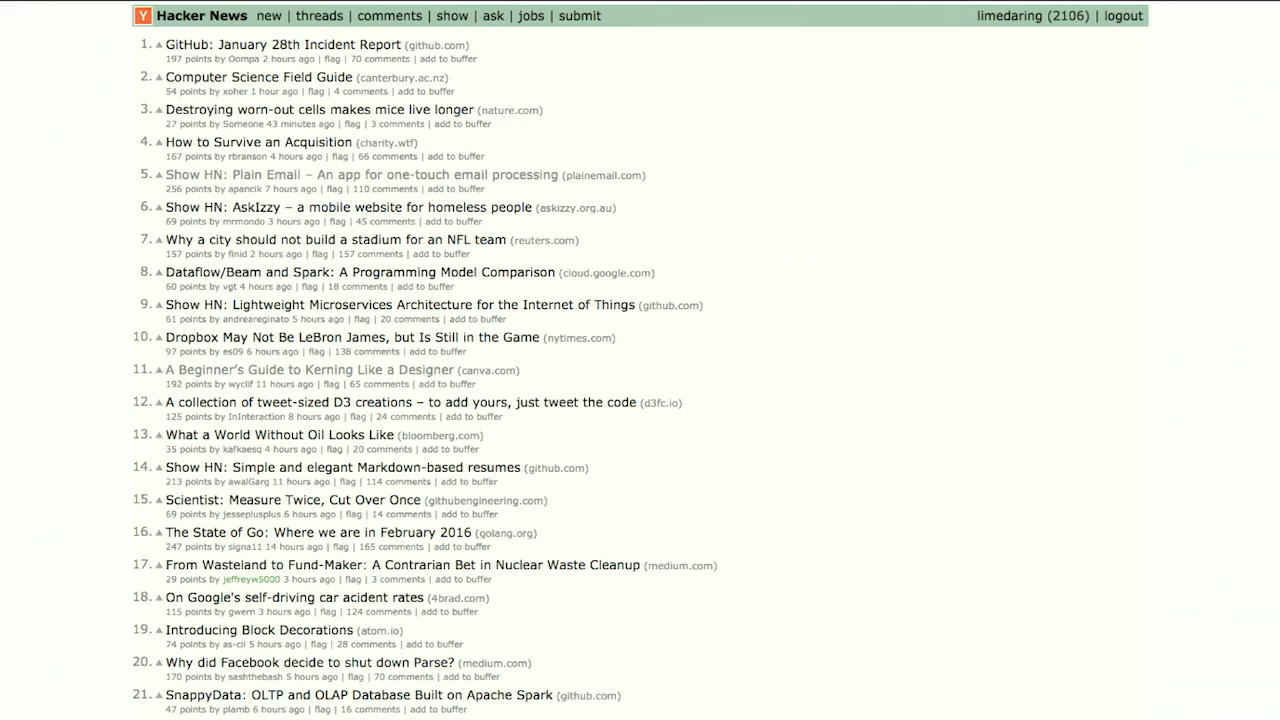 Y Hacker News new | threads | comments | show | ask | jobs | submit limedaring (2106) | logout
1. GitHub: January 28th Incident Report (github.com)
197 points by Oompa 2 hours ago | flag | 70 comments | add to buffer
2. Computer Science Field Guide (canterbury.ac.nz)
54 points by xoher 1 hour ago | flag | 4 comments | add to buffer
3. Destroying worn-out cells makes mice live longer (nature.com)
27 points by Someone 43 minutes ago | flag | 3 comments | add to buffer
4. How to Survive an Acquisition (charity.wtf)
167 points by rbranson 4 hours ago | flag | 66 comments | add to buffer
5. Show HN: Plain Email – An app for one-touch email processing (plainemail.com)
256 points by apancik 7 hours ago | flag | 110 comments | add to buffer
6. Show HN: AskIzzy – a mobile website for homeless people (askizzy.org.au)
69 points by mrmondo 3 hours ago | flag | 45 comments | add to buffer
7. Why a city should not build a stadium for an NFL team (reuters.com)
157 points by finid 2 hours ago | flag | 157 comments | add to buffer
8. Dataflow/Beam and Spark: A Programming Model Comparison (cloud.google.com)
60 points by vgt 4 hours ago | flag | 18 comments | add to buffer
9. Show HN: Lightweight Microservices Architecture for the Internet of Things (github.com)
61 points by andreareginato 5 hours ago | flag | 20 comments | add to buffer
10. Dropbox May Not Be LeBron James, but Is Still in the Game (nytimes.com)
97 points by es09 6 hours ago | flag | 138 comments | add to buffer
11. A Beginner's Guide to Kerning Like a Designer (canva.com)
192 points by wyclif 11 hours ago | flag | 65 comments | add to buffer
12. A collection of tweet-sized D3 creations – to add yours, just tweet the code (d3fc.io)
125 points by InInteraction 8 hours ago | flag | 24 comments | add to buffer
13. What a World Without Oil Looks Like (bloomberg.com)
35 points by kafkaesq 4 hours ago | flag | 20 comments | add to buffer
14. Show HN: Simple and elegant Markdown-based resumes (github.com)
213 points by awalGarg 11 hours ago | flag | 114 comments | add to buffer
15. Scientist: Measure Twice, Cut Over Once (githubengineering.com)
69 points by jesseplusplus 6 hours ago | flag | 14 comments | add to buffer
16. The State of Go: Where we are in February 2016 (golang.org)
247 points by signa11 14 hours ago | flag | 165 comments | add to buffer
17. From Wasteland to Fund-Maker: A Contrarian Bet in Nuclear Waste Cleanup (medium.com)
29 points by jeffreyw5000 3 hours ago | flag | 3 comments | add to buffer
18. On Google's self-driving car acident rates (4brad.com)
115 points by gwern 3 hours ago | flag | 124 comments | add to buffer
19. Introducing Block Decorations (atom.io)
74 points by as-cii 5 hours ago | flag | 28 comments | add to buffer
20. Why did Facebook decide to shut down Parse? (medium.com)
170 points by sashthebash 5 hours ago | flag | 70 comments | add to buffer
21. SnappyData: OLTP and OLAP Database Built on Apache Spark (github.com)
47 points by plamb 6 hours ago | flag | 16 comments | add to buffer